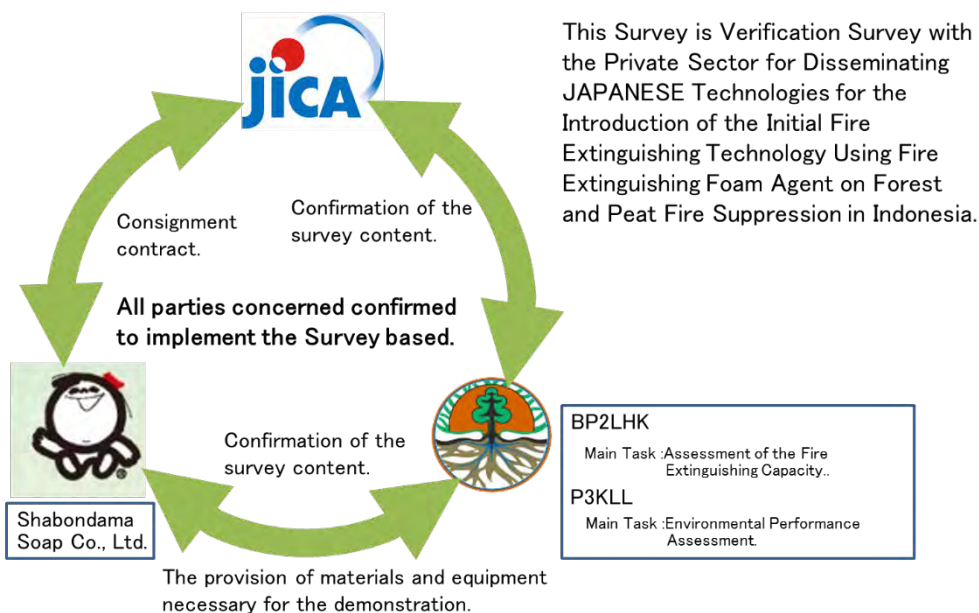 JICA
This Survey is Verification Survey with
the Private Sector for Disseminating
JAPANESE Technologies for the
Introduction of the Initial Fire
Extinguishing Technology Using Fire
Extinguishing Foam Agent on Forest
and Peat Fire Suppression in Indonesia.
Consignment
contract.
Confirmation of the
survey content.
All parties concerned confirmed
to implement the Survey based.
Confirmation of the
survey content.
®
Shabondama
Soap Co., Ltd.
BP2LHK
Main Task :Assessment of the Fire
Extinguishing Capacity..
P3KLL
Main Task :Environmental Performance
Assessment.
The provision of materials and equipment
necessary for the demonstration.